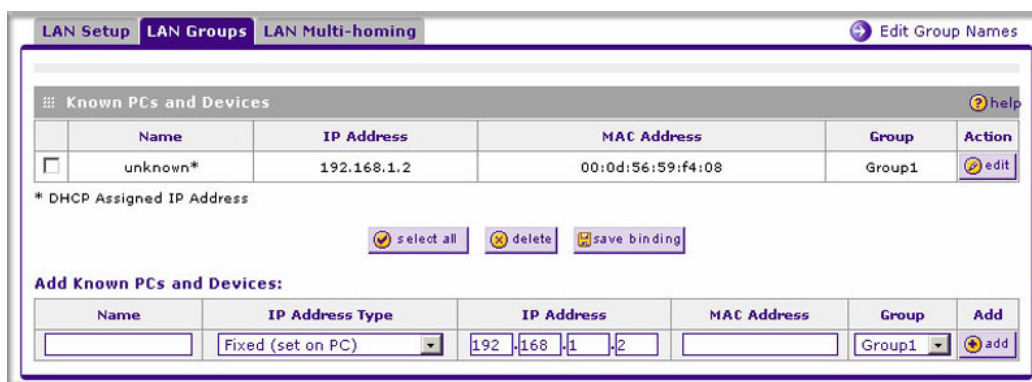 LAN Setup LAN Groups LAN Multi-homing Edit Group Names
Known PCs and Devices help
Name IP Address MAC Address Group Action
unknown* 192.168.1.2 00:0d:56:59:f4:08 Group1 edit
* DHCP Assigned IP Address
select all delete save binding
Add Known PCs and Devices:
Name IP Address Type IP Address MAC Address Group Add
Fixed (set on PC) 192 .168 .1 .2 Group1 add